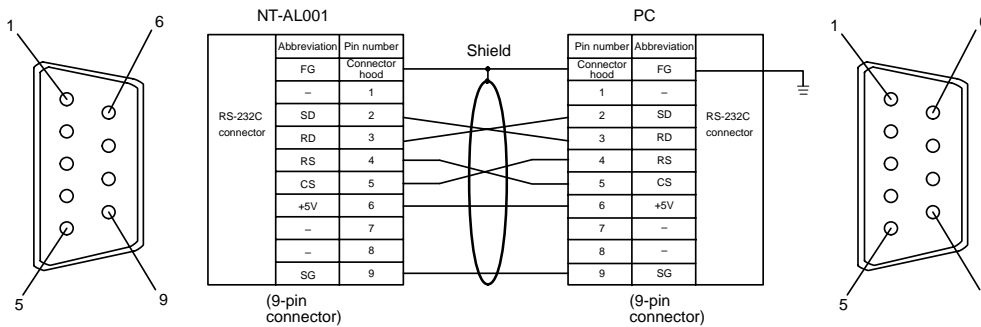 NT-AL001
PC
1
6
Abbreviation Pin number
Shield
Pin number Abbreviation
FG Connector hood
Connector hood FG
– 1
1 –
SD 2
2 SD
RS-232C connector
RD 3
3 RD
RS-232C connector
RS 4
4 RS
CS 5
5 CS
+5V 6
6 +5V
– 7
7 –
– 8
8 –
SG 9
9 SG
5
9
(9-pin
connector)
(9-pin
connector)
1
5